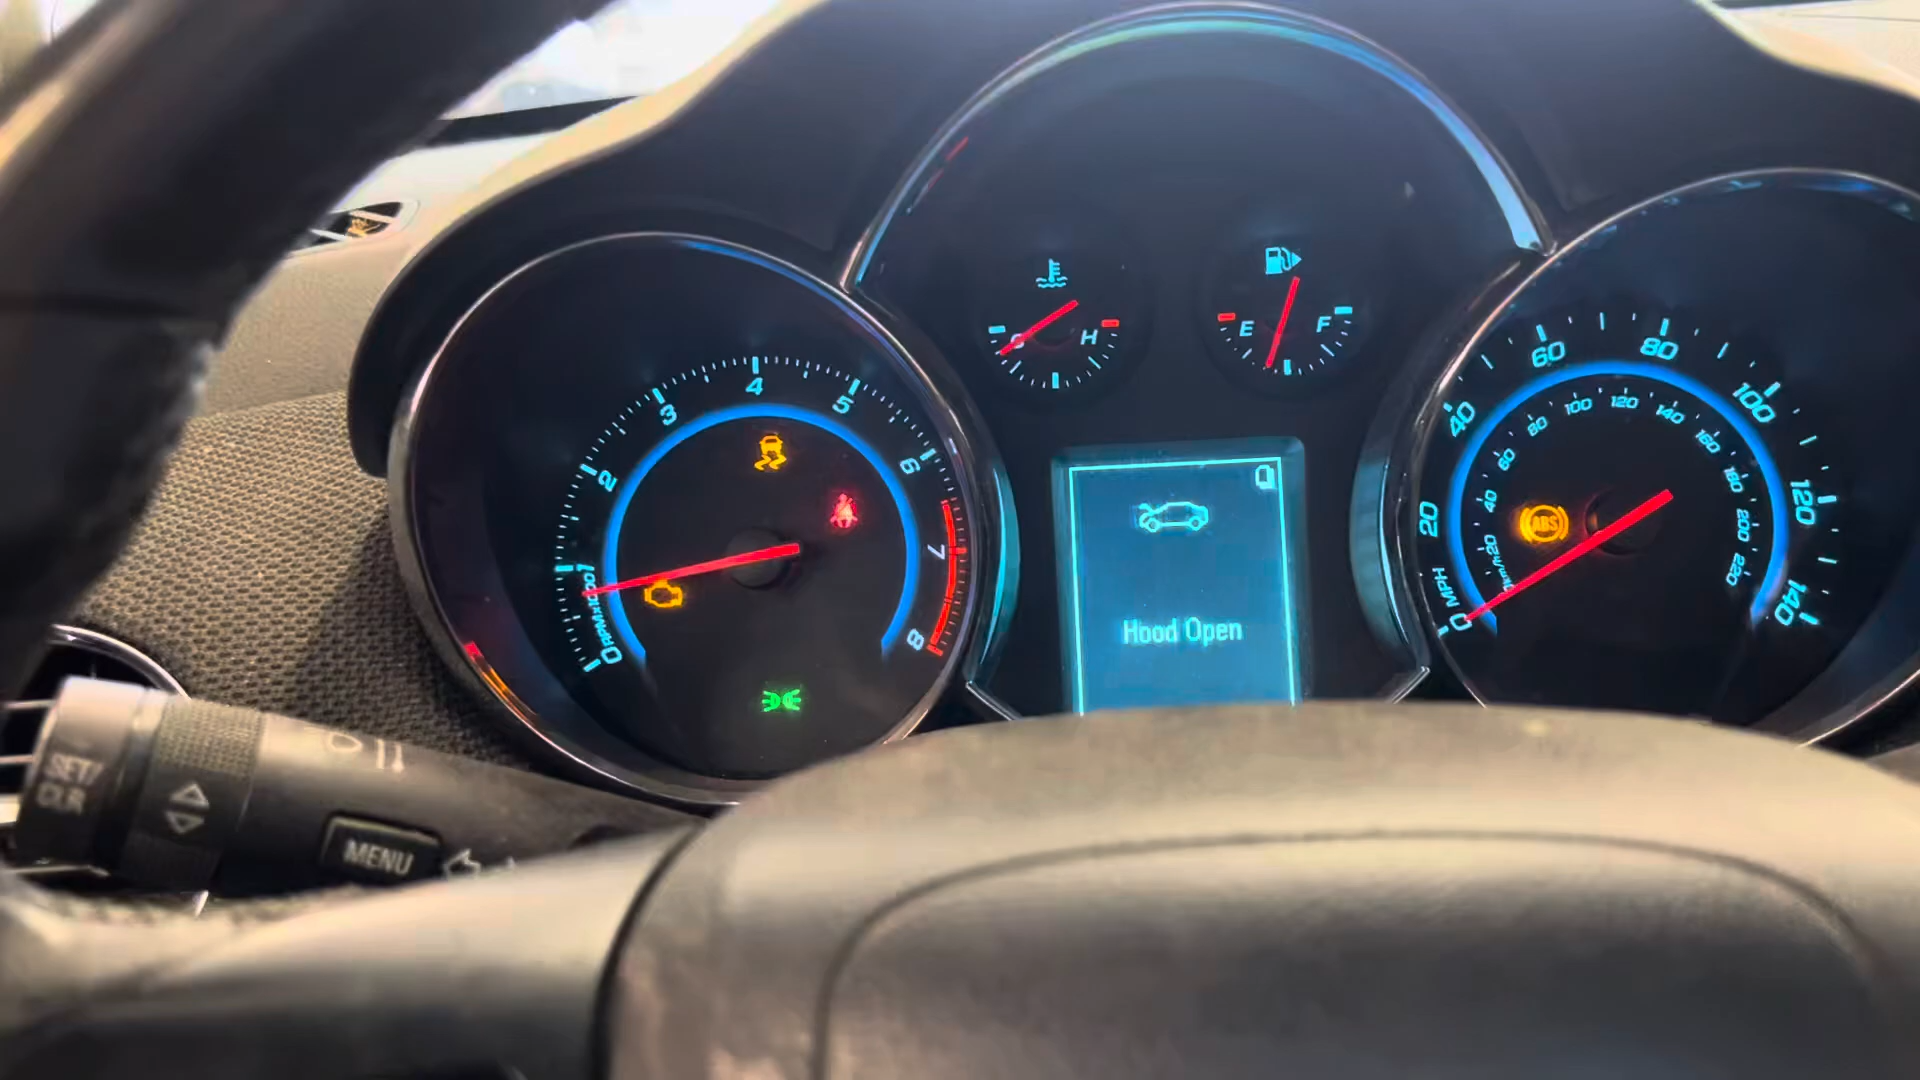 0 1 2 3 4 5 6 7 8
RPMx1000
C H
E F
Hood Open
0 20 40 60 80 100 120 140
MPH
20 40 60 80 100 120 140 160 180 200 220
km/h
ABS
SET/
CLR
MENU